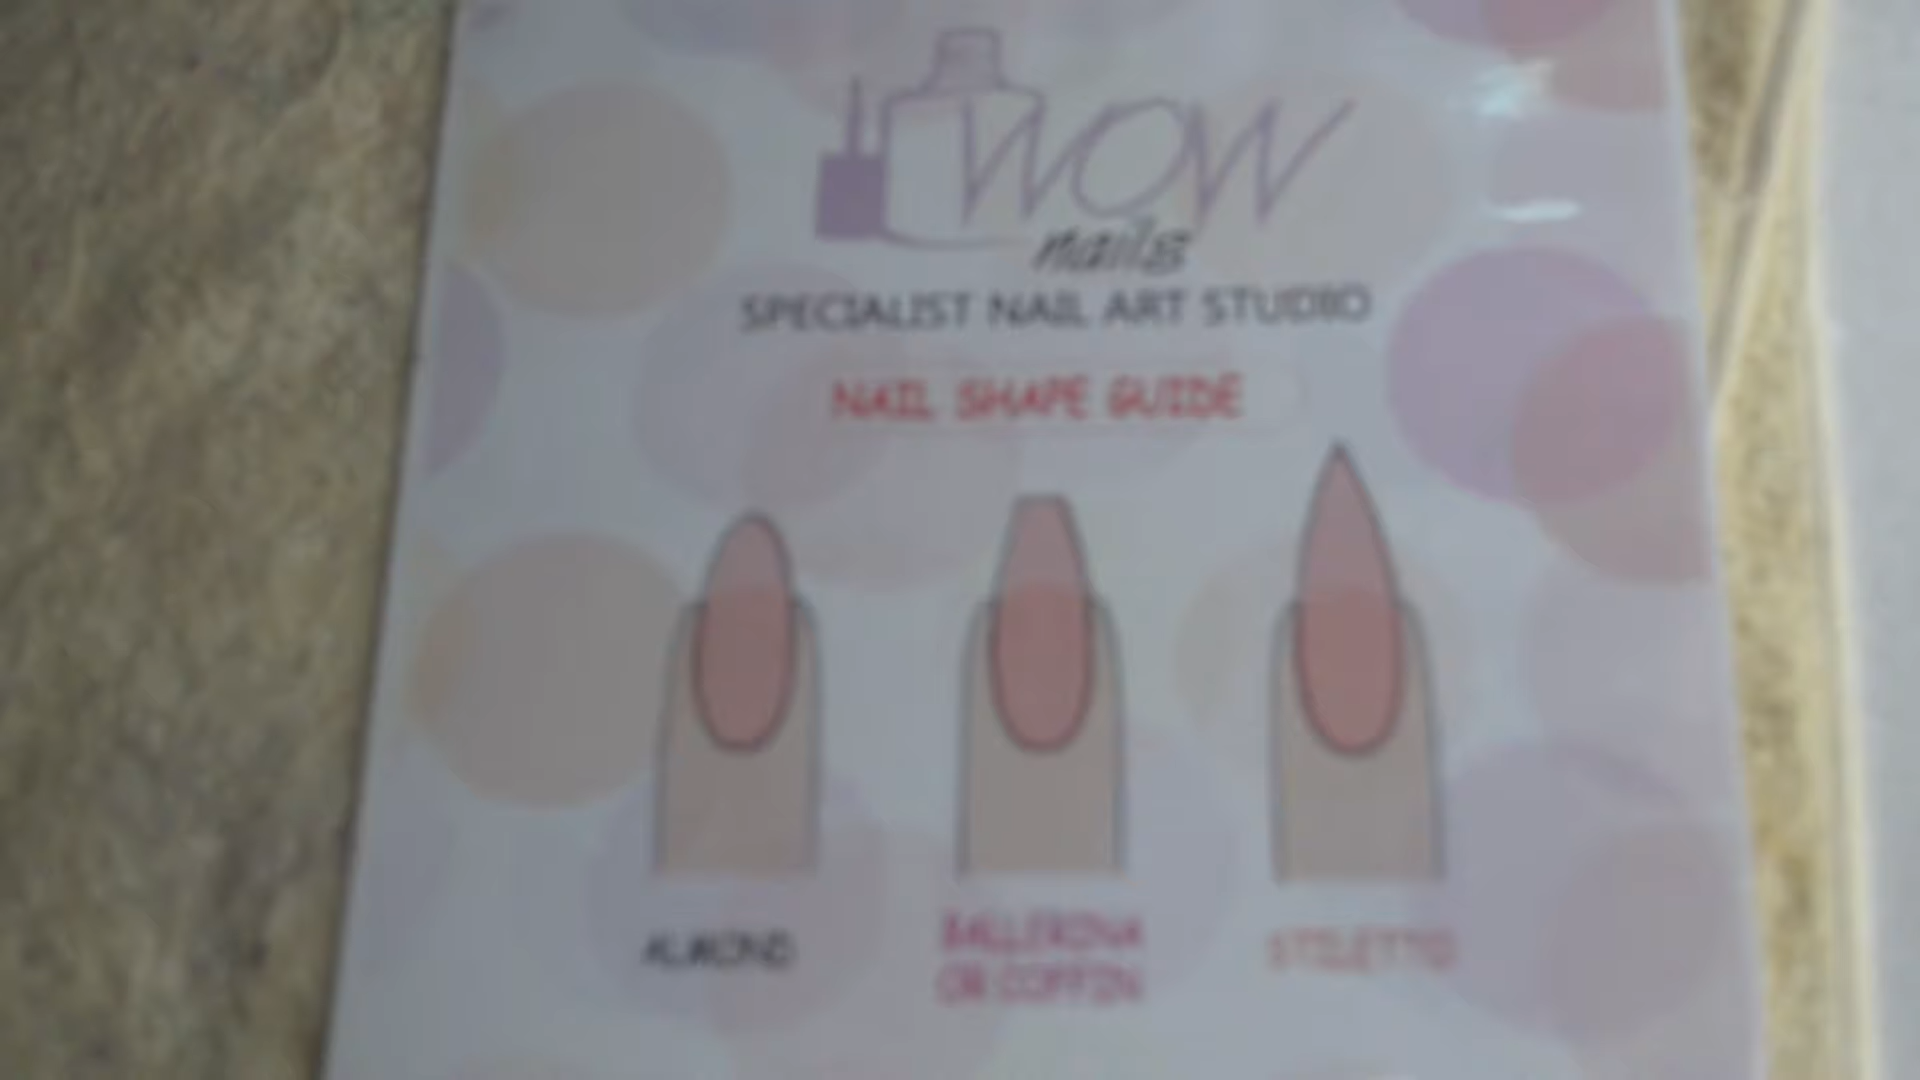 WOW
nails
SPECIALIST NAIL ART STUDIO
NAIL SHAPE GUIDE
ALMOND
BALLERINA
OR COFFIN
STILETTO